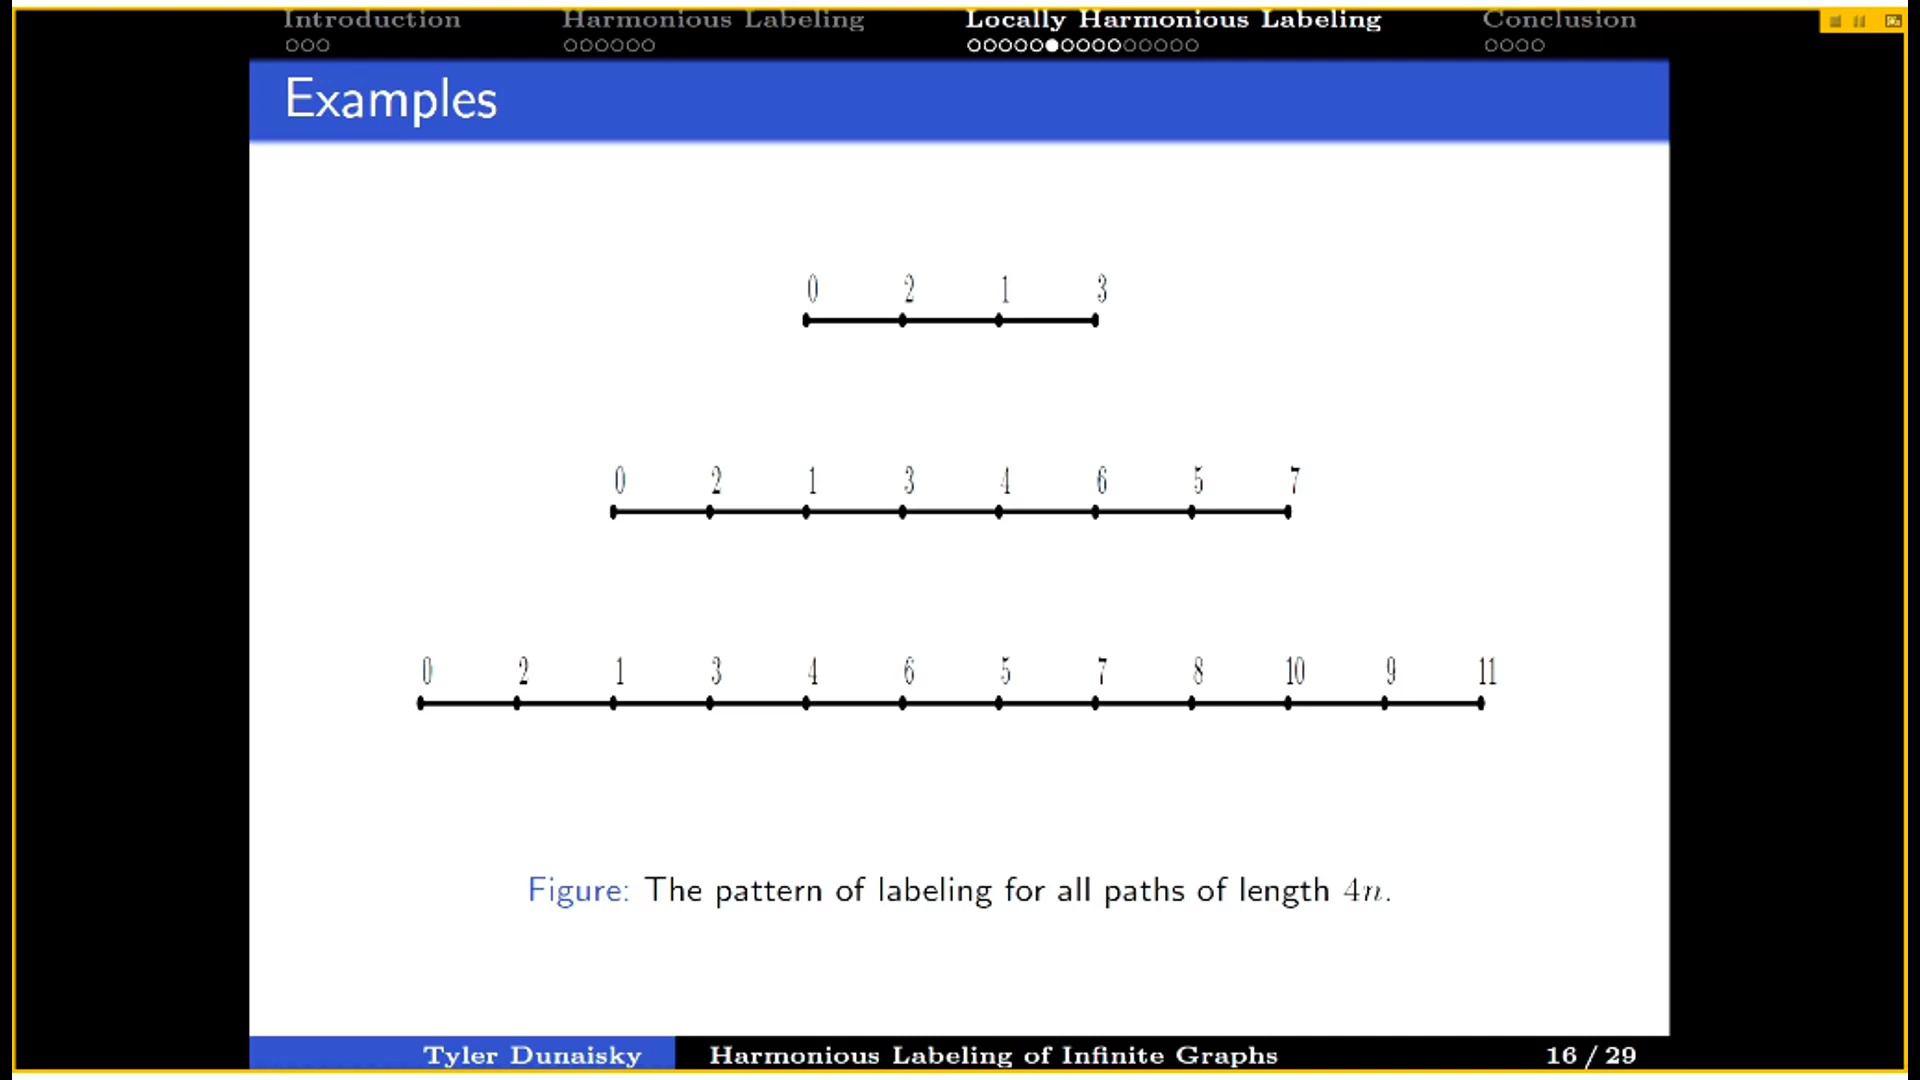 Introduction Harmonious Labeling Locally Harmonious Labeling Conclusion
Examples
0 2 1 3
0 2 1 3 4 6 5 7
0 2 1 3 4 6 5 7 8 10 9 11
Figure: The pattern of labeling for all paths of length 4n.
Tyler Dunaisky Harmonious Labeling of Infinite Graphs 16 / 29